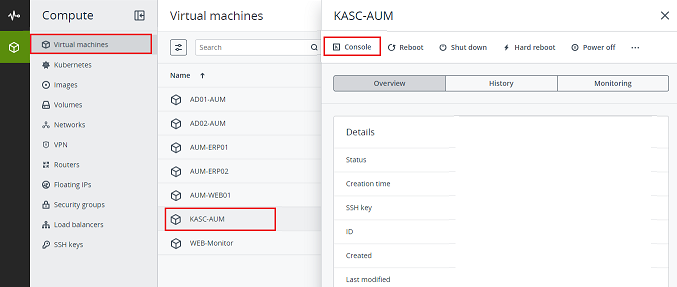 Compute
Virtual machines
Kubernetes
Images
Volumes
Networks
VPN
Routers
Floating IPs
Security groups
Load balancers
SSH keys
Virtual machines
Search
Name
AD01-AUM
AD02-AUM
AUM-ERP01
AUM-ERP02
AUM-WEB01
KASC-AUM
WEB-Monitor
KASC-AUM
Console Reboot Shut down Hard reboot Power off
Overview History Monitoring
Details
Status
Creation time
SSH key
ID
Created
Last modified